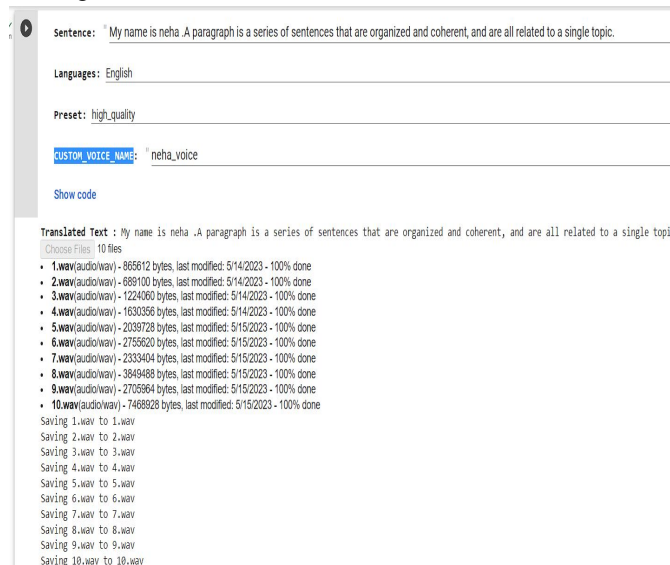 Sentence: " My name is neha .A paragraph is a series of sentences that are organized and coherent, and are all related to a single topic.
Languages: English
Preset: high_quality
CUSTOM_VOICE_NAME: " neha_voice
Show code
Translated Text : My name is neha .A paragraph is a series of sentences that are organized and coherent, and are all related to a single topi
Choose Files 10 files
• 1.wav(audio/wav) - 865612 bytes, last modified: 5/14/2023 - 100% done
• 2.wav(audio/wav) - 689100 bytes, last modified: 5/14/2023 - 100% done
• 3.wav(audio/wav) - 1224060 bytes, last modified: 5/14/2023 - 100% done
• 4.wav(audio/wav) - 1630356 bytes, last modified: 5/14/2023 - 100% done
• 5.wav(audio/wav) - 2039728 bytes, last modified: 5/15/2023 - 100% done
• 6.wav(audio/wav) - 2755620 bytes, last modified: 5/15/2023 - 100% done
• 7.wav(audio/wav) - 2333404 bytes, last modified: 5/15/2023 - 100% done
• 8.wav(audio/wav) - 3849488 bytes, last modified: 5/15/2023 - 100% done
• 9.wav(audio/wav) - 2705964 bytes, last modified: 5/15/2023 - 100% done
• 10.wav(audio/wav) - 7468928 bytes, last modified: 5/15/2023 - 100% done
Saving 1.wav to 1.wav
Saving 2.wav to 2.wav
Saving 3.wav to 3.wav
Saving 4.wav to 4.wav
Saving 5.wav to 5.wav
Saving 6.wav to 6.wav
Saving 7.wav to 7.wav
Saving 8.wav to 8.wav
Saving 9.wav to 9.wav
Saving 10.wav to 10.wav